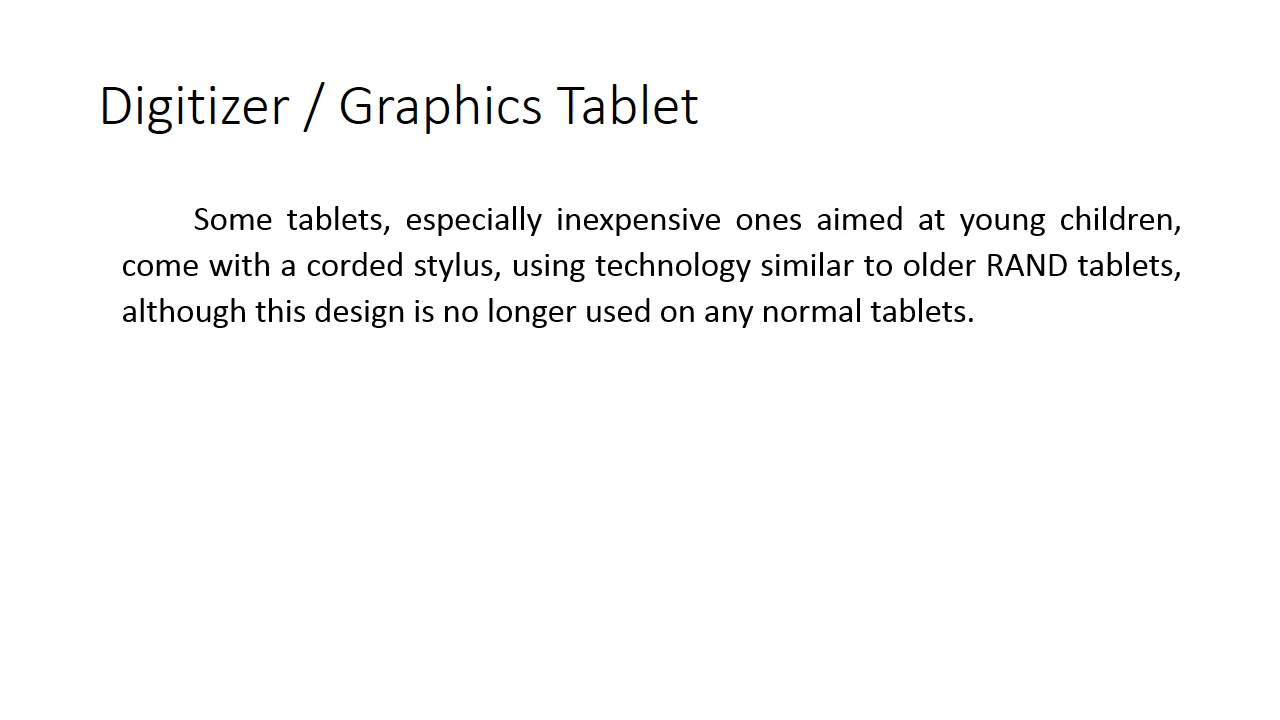 Digitizer / Graphics Tablet
Some tablets, especially inexpensive ones aimed at young children,
come with a corded stylus, using technology similar to older RAND tablets,
although this design is no longer used on any normal tablets.